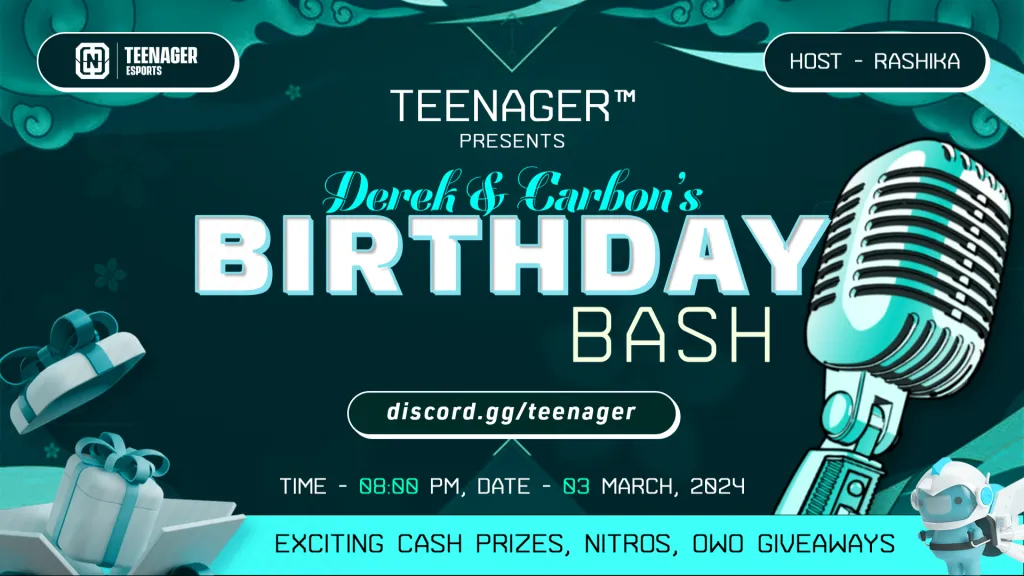 TEENAGER
ESPORTS
HOST - RASHIKA
TEENAGER™
PRESENTS
Derek & Carbon's
BIRTHDAY
BASH
discord.gg/teenager
TIME - 08:00 PM, DATE - 03 MARCH, 2024
EXCITING CASH PRIZES, NITROS, OWO GIVEAWAYS